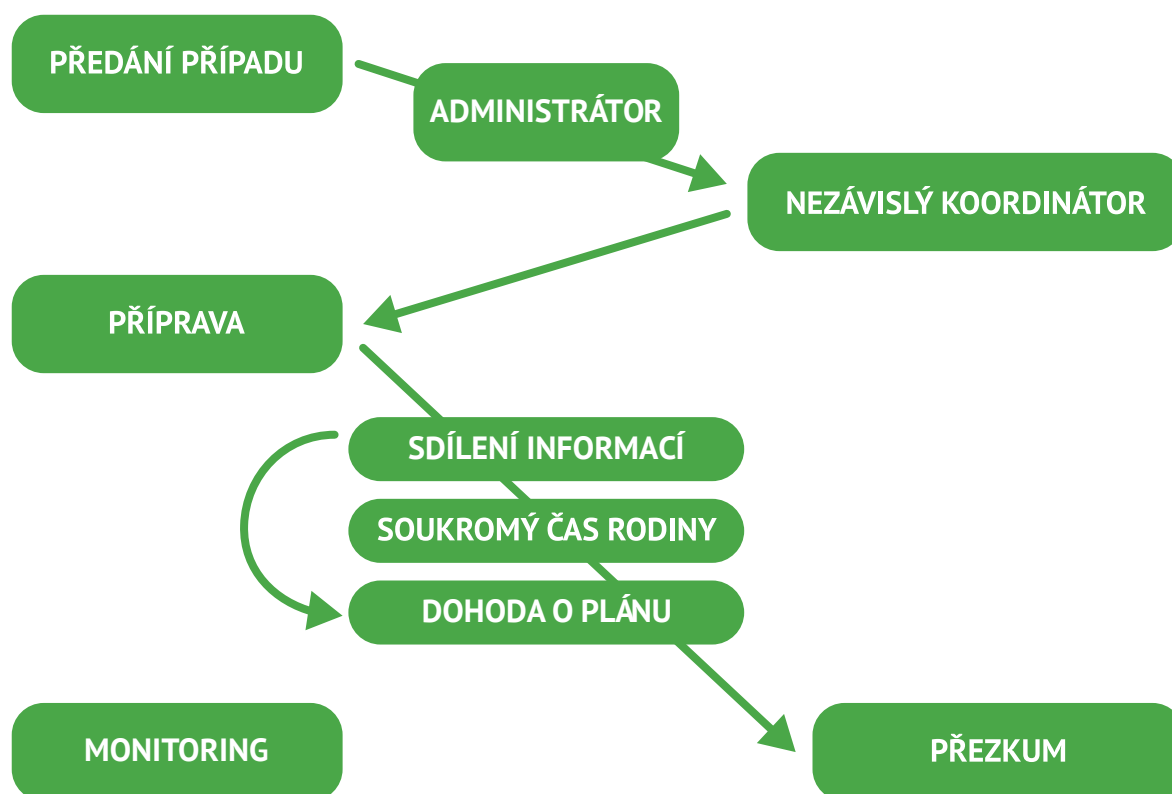 PŘEDÁNÍ PŘÍPADU
ADMINISTRÁTOR
NEZÁVISLÝ KOORDINÁTOR
PŘÍPRAVA
SDÍLENÍ INFORMACÍ
SOUKROMÝ ČAS RODINY
DOHODA O PLÁNU
MONITORING
PŘEZKUM